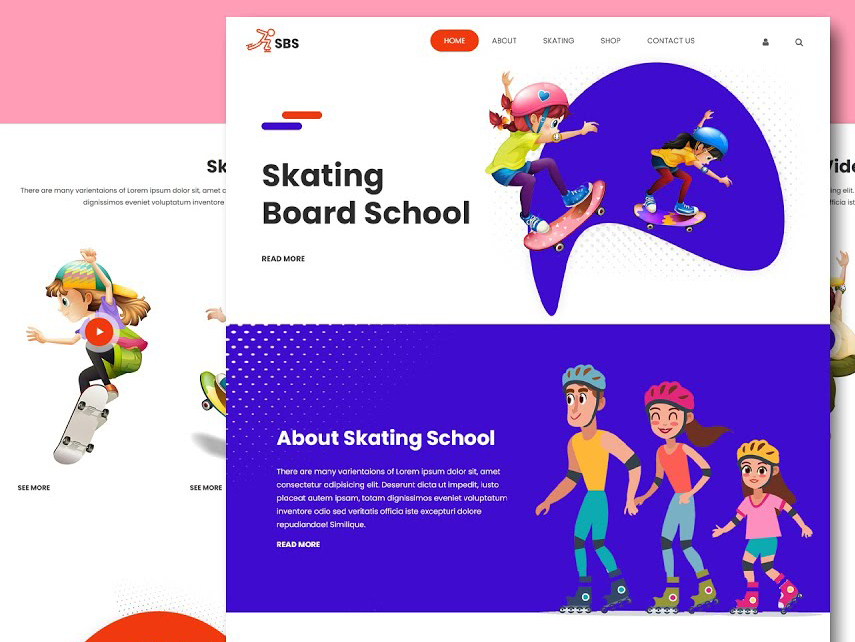 SBS
HOME
ABOUT
SKATING
SHOP
CONTACT US
Skating
Board School
READ MORE
About Skating School
There are many varientaions of Lorem ipsum dolor sit, amet
consectetur adipisicing elit. Deserunt dicta ut impedit, iusto
placeat autem ipsam, totam dignissimos eveniet voluptatum
inventore odio sed veritatis officia iste excepturi dolore
repudiandae! Similique.
READ MORE
Sk
There are many varientaions of Lorem ipsum dolor sit, amet c
dignissimos eveniet voluptatum inventore
SEE MORE
SEE MORE
Vide
ing elit.
fficia ist